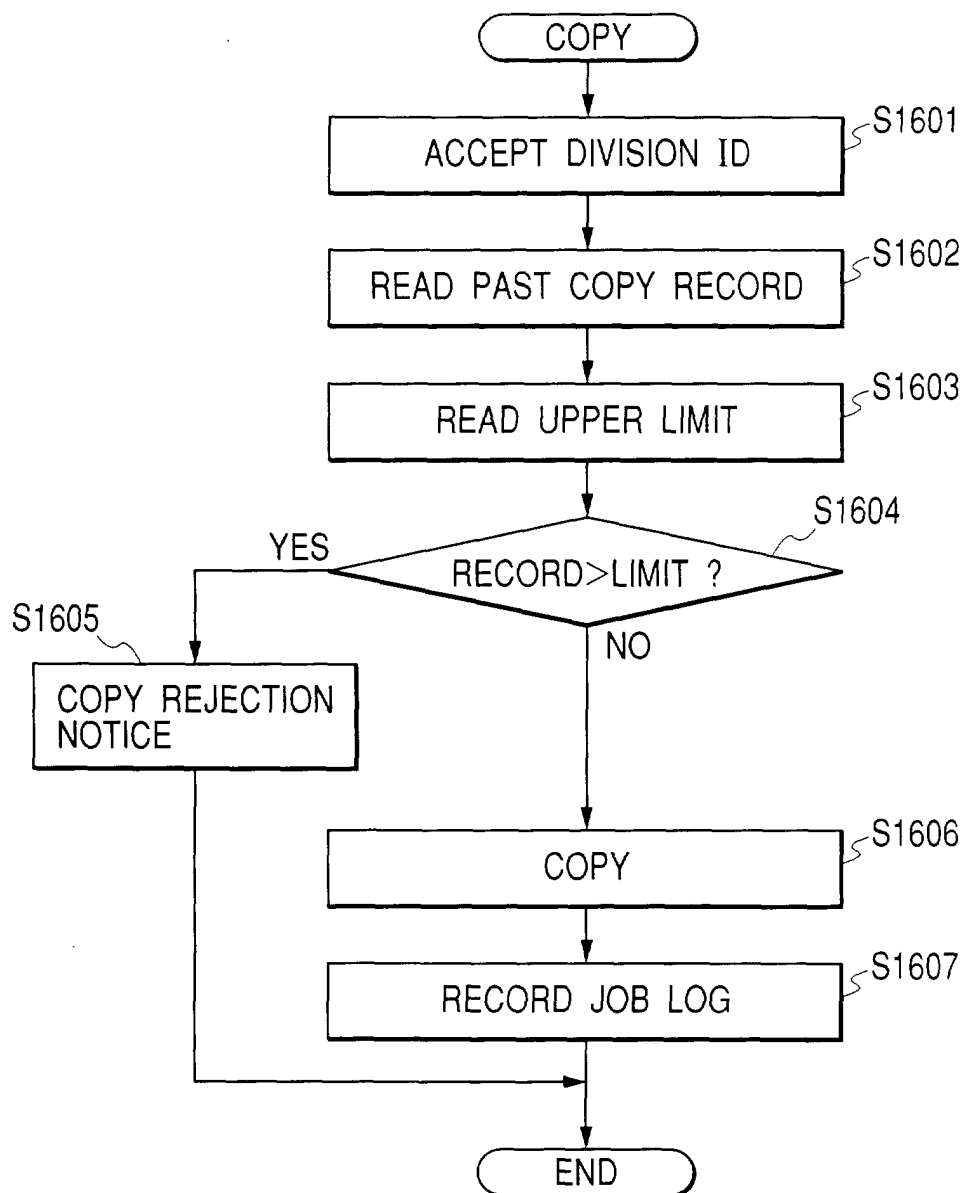 COPY
S1601
ACCEPT DIVISION ID
S1602
READ PAST COPY RECORD
S1603
READ UPPER LIMIT
S1604
YES
RECORD>LIMIT ?
S1605
NO
COPY REJECTION
NOTICE
S1606
COPY
S1607
RECORD JOB LOG
END